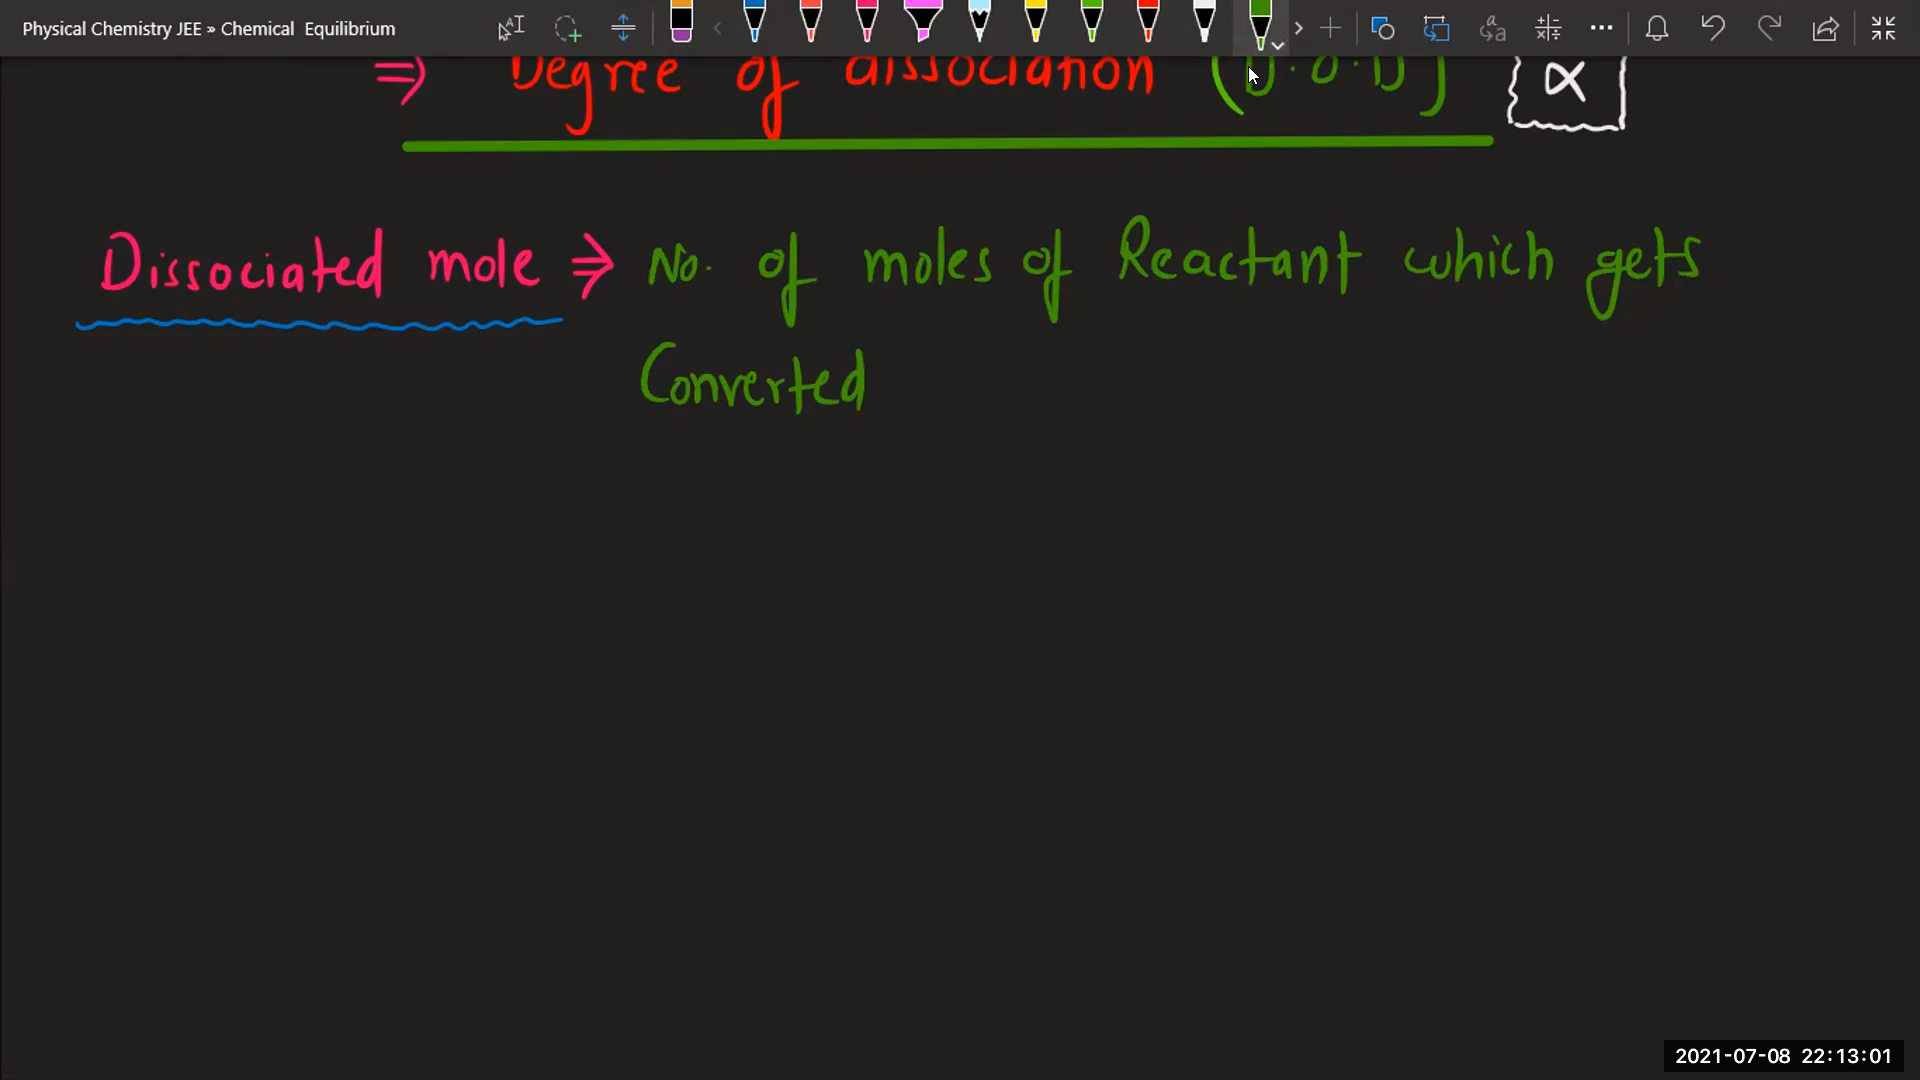 Physical Chemistry JEE » Chemical Equilibrium
⇒ Degree of dissociation (D.O.D) α
Dissociated mole ⇒ No. of moles of Reactant which gets
Converted
2021-07-08 22:13:01